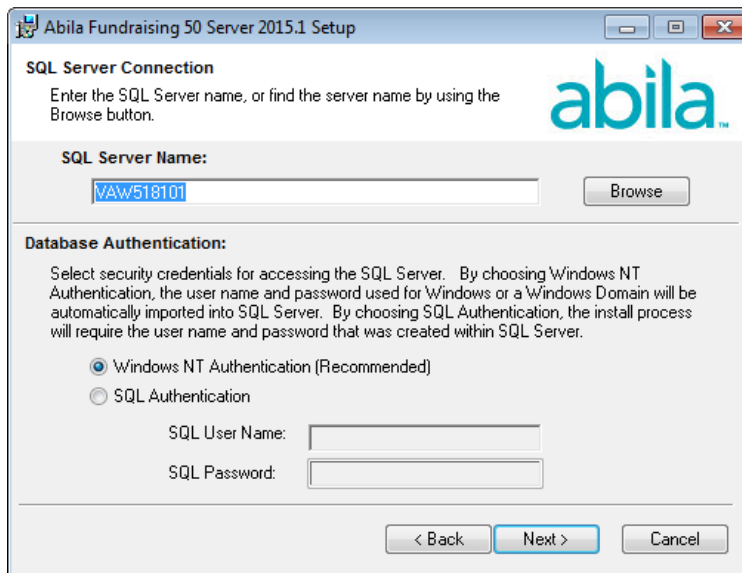 Abila Fundraising 50 Server 2015.1 Setup
SQL Server Connection
Enter the SQL Server name, or find the server name by using the
Browse button.
abila™
SQL Server Name:
VAW518101
Browse
Database Authentication:
Select security credentials for accessing the SQL Server. By choosing Windows NT
Authentication, the user name and password used for Windows or a Windows Domain will be
automatically imported into SQL Server. By choosing SQL Authentication, the install process
will require the user name and password that was created within SQL Server.
Windows NT Authentication (Recommended)
SQL Authentication
SQL User Name:
SQL Password:
< Back Next > Cancel